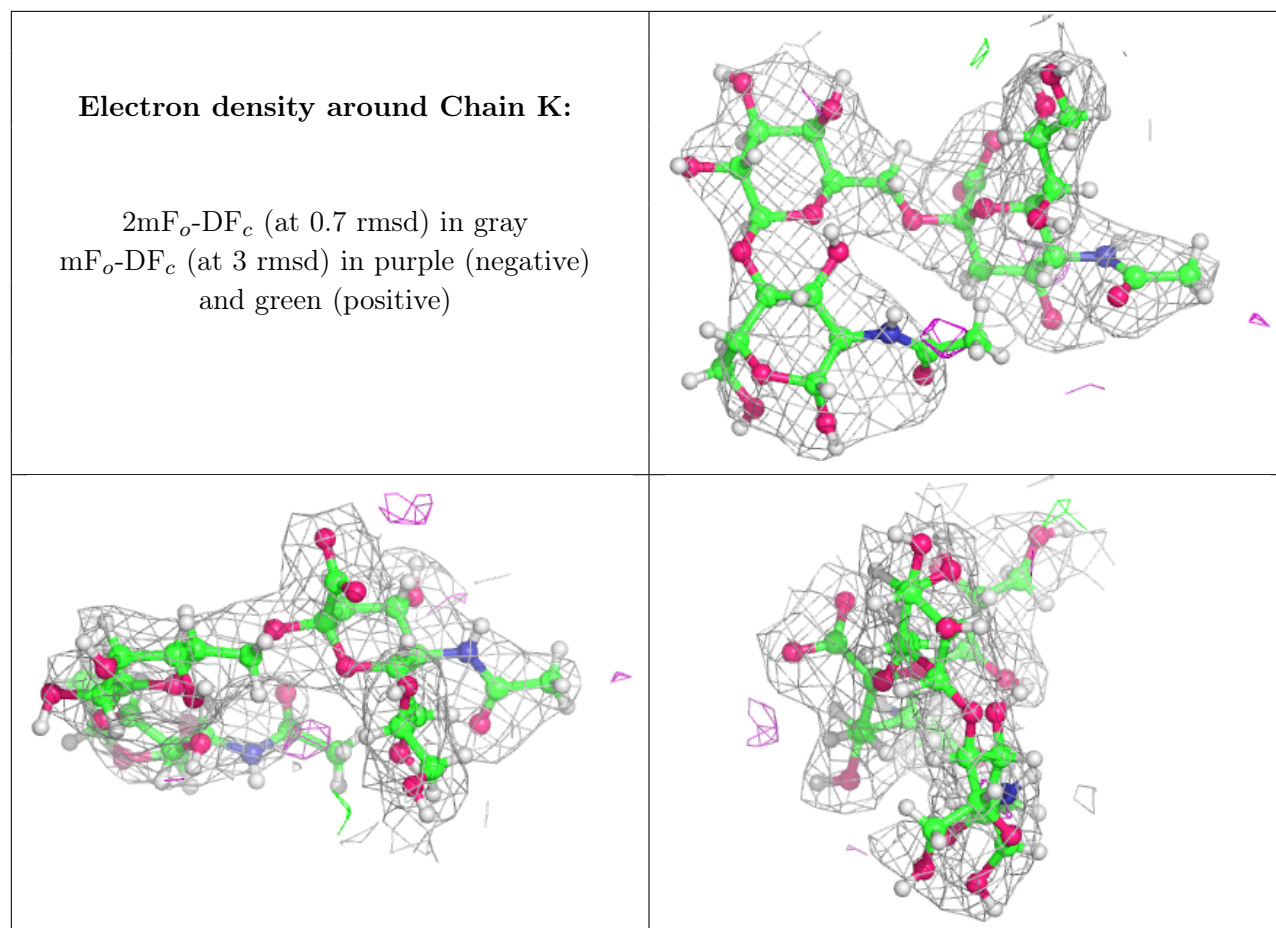 Electron density around Chain K:
2mFo-DFc (at 0.7 rmsd) in gray
mFo-DFc (at 3 rmsd) in purple (negative)
and green (positive)